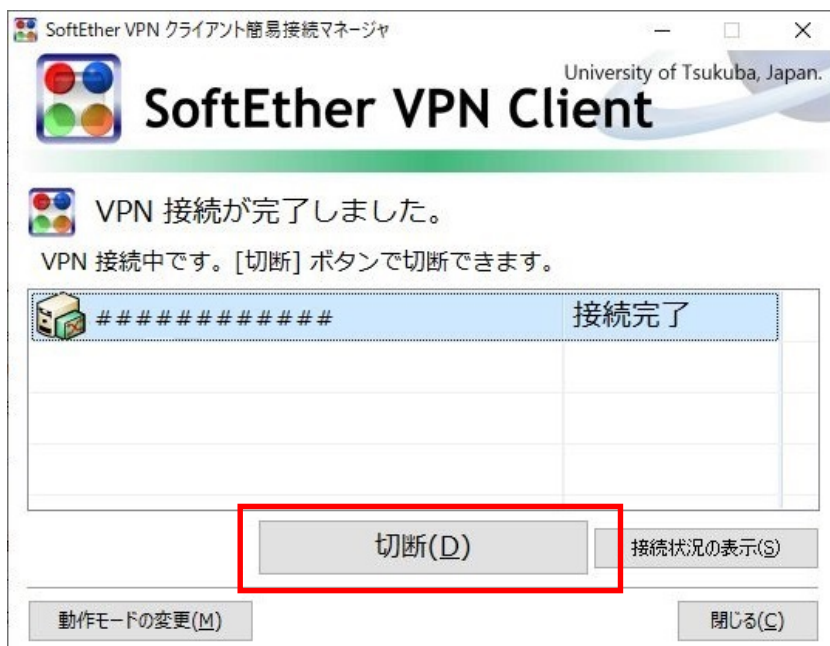 SoftEther VPN クライアント簡易接続マネージャ
University of Tsukuba, Japan.
SoftEther VPN Client
VPN 接続が完了しました。
VPN 接続中です。[切断] ボタンで切断できます。
############ 接続完了
切断(D)
接続状況の表示(S)
動作モードの変更(M)
閉じる(C)